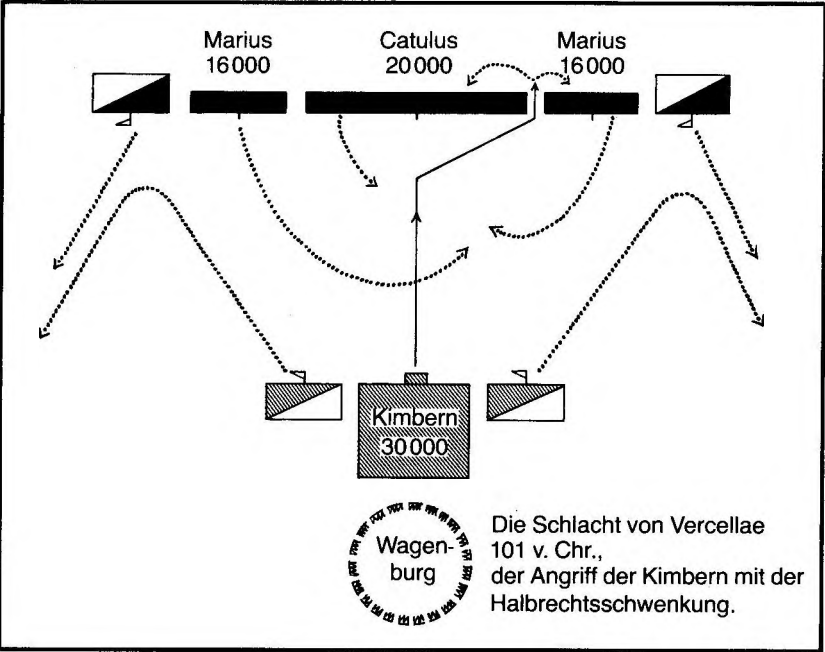 Marius
16000
Catulus
20000
Marius
16000
Kimbern
30000
Wagen-
burg
Die Schlacht von Vercellae
101 v. Chr.,
der Angriff der Kimbern mit der
Halbrechtsschwenkung.